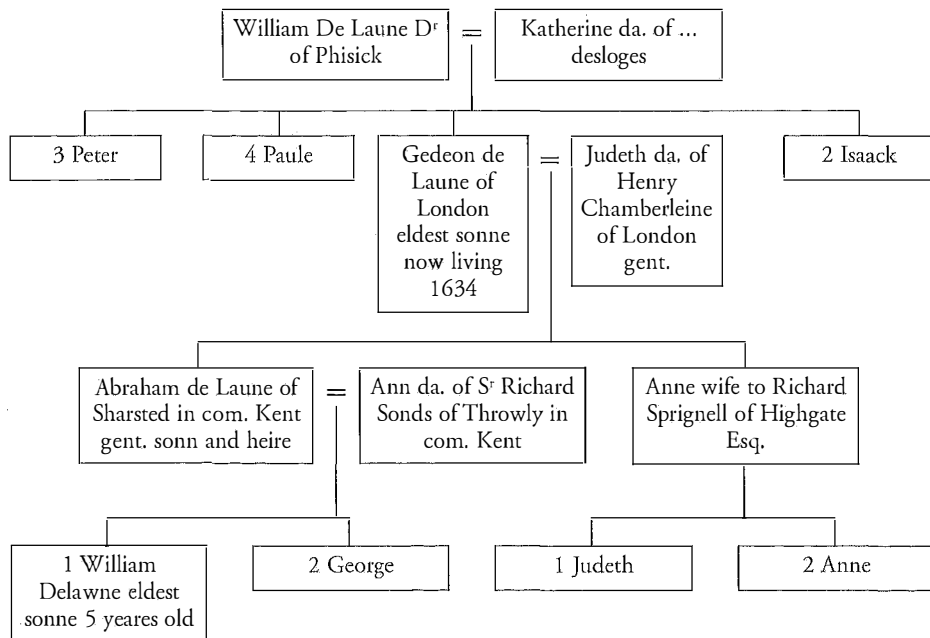 William De Laune Dʳ
of Phisick
=
Katherine da. of ...
desloges
3 Peter
4 Paule
Gedeon de
Laune of
London
eldest sonne
now living
1634
=
Judeth da. of
Henry
Chamberleine
of London
gent.
2 Isaack
Abraham de Laune of
Sharsted in com. Kent
gent. sonn and heire
=
Ann da. of Sʳ Richard
Sonds of Throwly in
com. Kent
Anne wife to Richard
Sprignell of Highgate
Esq.
1 William
Delawne eldest
sonne 5 yeares old
2 George
1 Judeth
2 Anne